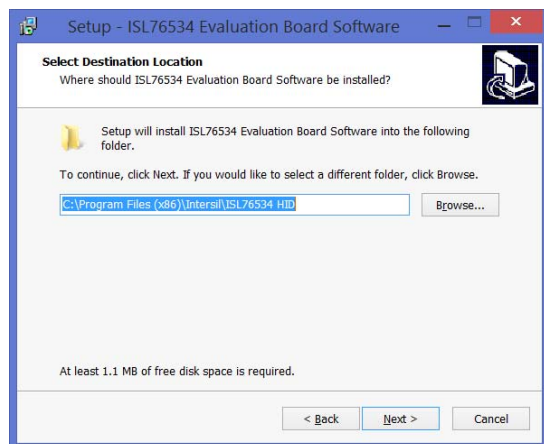 Setup - ISL76534 Evaluation Board Software
Select Destination Location
Where should ISL76534 Evaluation Board Software be installed?
Setup will install ISL76534 Evaluation Board Software into the following
folder.
To continue, click Next. If you would like to select a different folder, click Browse.
C:\Program Files (x86)\Intersil\ISL76534 HID
Browse...
At least 1.1 MB of free disk space is required.
< Back
Next >
Cancel